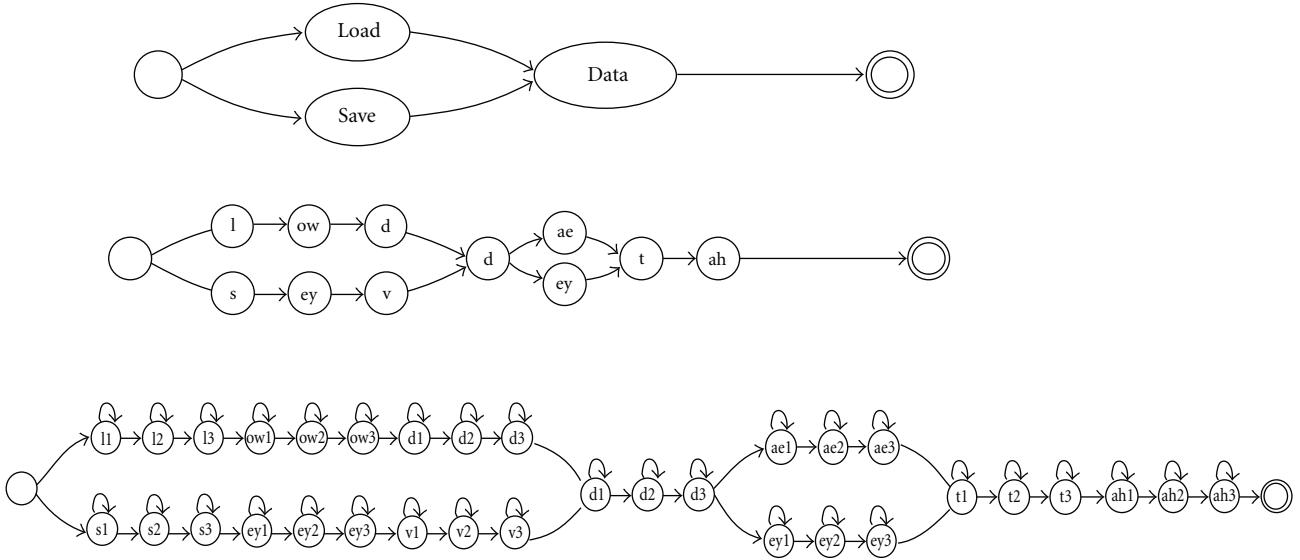 Load
Data
Save
l ow d
ae
d t ah
ey
s ey v
l1 l2 l3 ow1 ow2 ow3 d1 d2 d3
ae1 ae2 ae3
d1 d2 d3
t1 t2 t3 ah1 ah2 ah3
s1 s2 s3 ey1 ey2 ey3 v1 v2 v3
ey1 ey2 ey3